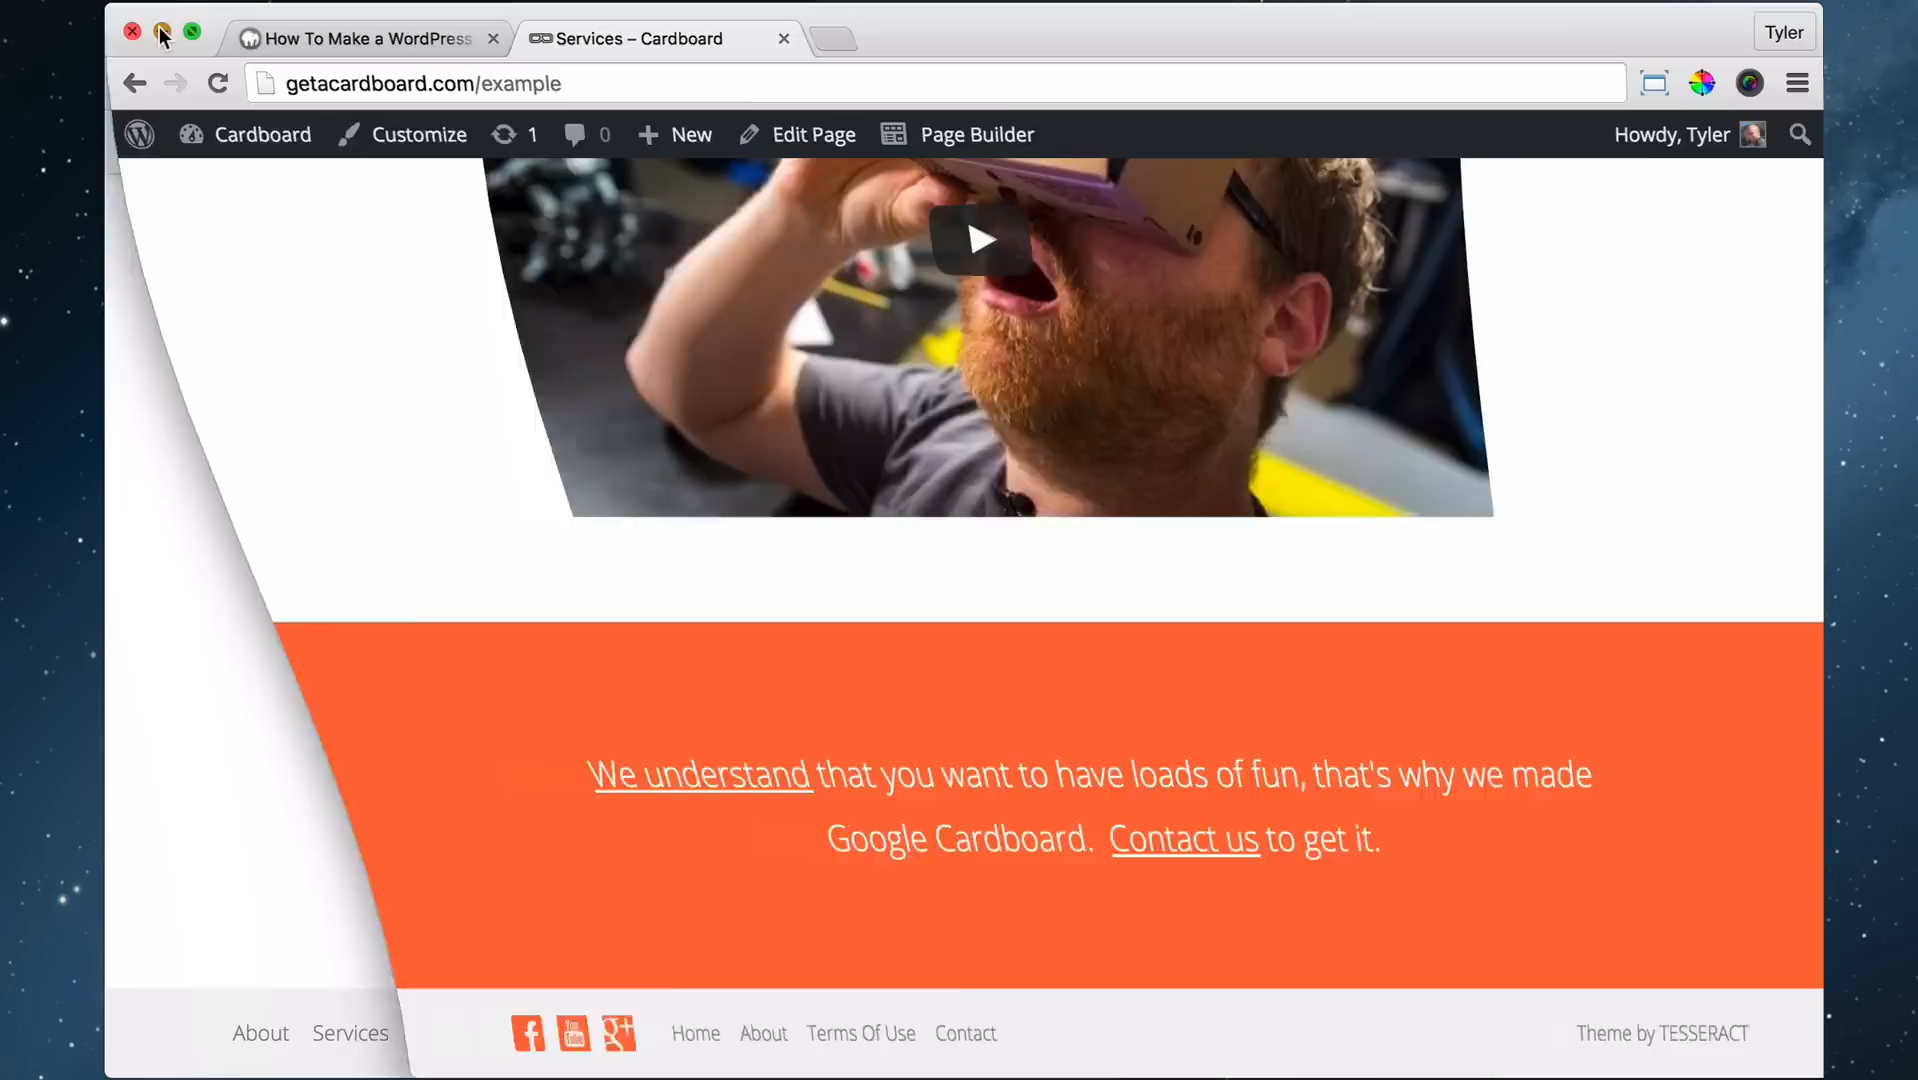 How To Make a WordPress
Services – Cardboard
Tyler
getacardboard.com/example
Cardboard
Customize
1
0
New
Edit Page
Page Builder
Howdy, Tyler
We understand that you want to have loads of fun, that's why we made
Google Cardboard. Contact us to get it.
About Services
f
You
Tube
g+
Home About Terms Of Use Contact
Theme by TESSERACT